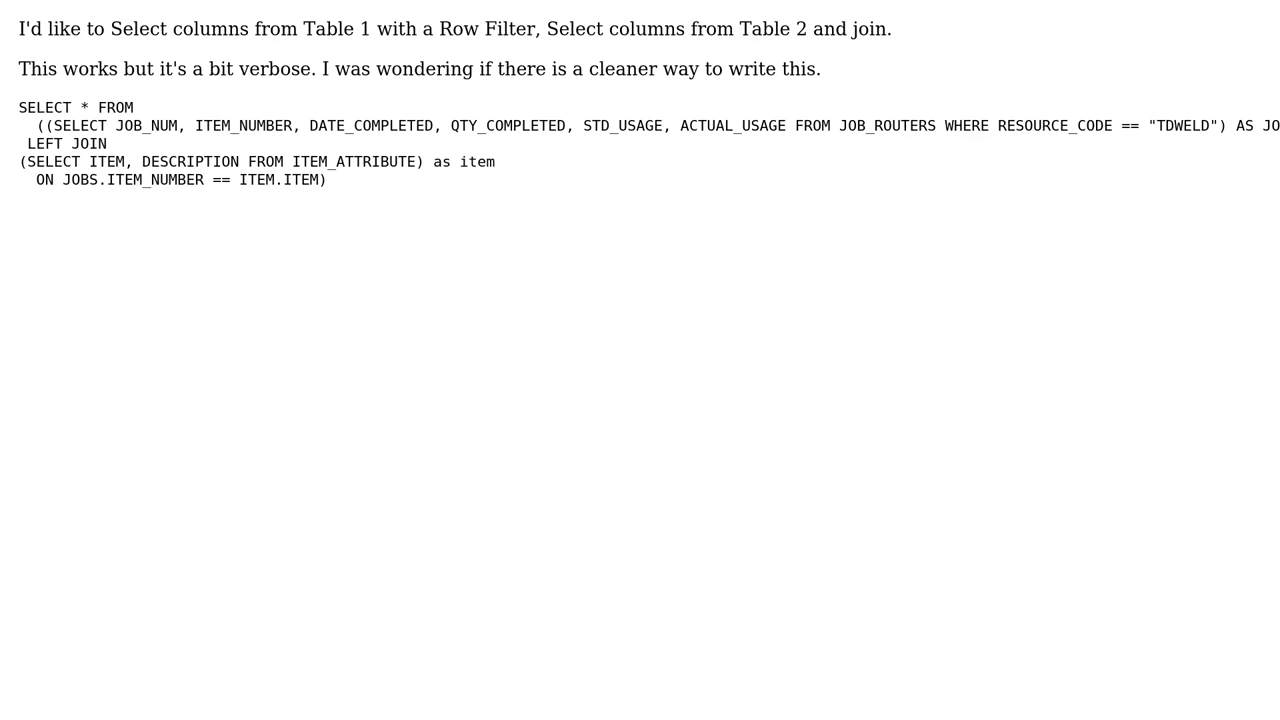 I'd like to Select columns from Table 1 with a Row Filter, Select columns from Table 2 and join.
This works but it's a bit verbose. I was wondering if there is a cleaner way to write this.
SELECT * FROM
((SELECT JOB_NUM, ITEM_NUMBER, DATE_COMPLETED, QTY_COMPLETED, STD_USAGE, ACTUAL_USAGE FROM JOB_ROUTERS WHERE RESOURCE_CODE == "TDWELD") AS JO
LEFT JOIN
(SELECT ITEM, DESCRIPTION FROM ITEM_ATTRIBUTE) as item
ON JOBS.ITEM_NUMBER == ITEM.ITEM)